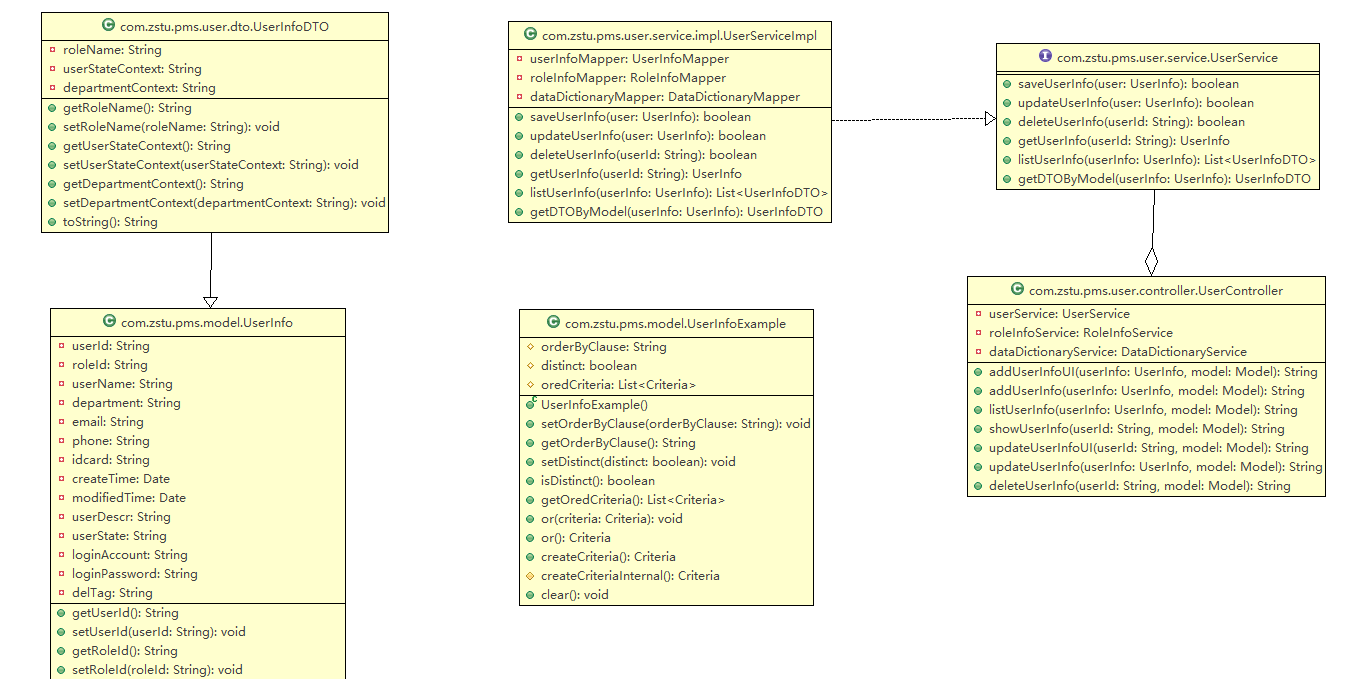 com.zstu.pms.user.dto.UserInfoDTO
roleName: String
userStateContext: String
departmentContext: String
getRoleName(): String
setRoleName(roleName: String): void
getUserStateContext(): String
setUserStateContext(userStateContext: String): void
getDepartmentContext(): String
setDepartmentContext(departmentContext: String): void
toString(): String
com.zstu.pms.model.UserInfo
userId: String
roleId: String
userName: String
department: String
email: String
phone: String
idcard: String
createTime: Date
modifiedTime: Date
userDescr: String
userState: String
loginAccount: String
loginPassword: String
delTag: String
getUserId(): String
setUserId(userId: String): void
getRoleId(): String
setRoleId(roleId: String): void
com.zstu.pms.user.service.impl.UserServiceImpl
userInfoMapper: UserInfoMapper
roleInfoMapper: RoleInfoMapper
dataDictionaryMapper: DataDictionaryMapper
saveUserInfo(user: UserInfo): boolean
updateUserInfo(user: UserInfo): boolean
deleteUserInfo(userId: String): boolean
getUserInfo(userId: String): UserInfo
listUserInfo(userInfo: UserInfo): List<UserInfoDTO>
getDTOByModel(userInfo: UserInfo): UserInfoDTO
com.zstu.pms.model.UserInfoExample
orderByClause: String
distinct: boolean
oredCriteria: List<Criteria>
UserInfoExample()
setOrderByClause(orderByClause: String): void
getOrderByClause(): String
setDistinct(distinct: boolean): void
isDistinct(): boolean
getOredCriteria(): List<Criteria>
or(criteria: Criteria): void
or(): Criteria
createCriteria(): Criteria
createCriteriaInternal(): Criteria
clear(): void
com.zstu.pms.user.service.UserService
saveUserInfo(user: UserInfo): boolean
updateUserInfo(user: UserInfo): boolean
deleteUserInfo(userId: String): boolean
getUserInfo(userId: String): UserInfo
listUserInfo(userInfo: UserInfo): List<UserInfoDTO>
getDTOByModel(userInfo: UserInfo): UserInfoDTO
com.zstu.pms.user.controller.UserController
userService: UserService
roleInfoService: RoleInfoService
dataDictionaryService: DataDictionaryService
addUserInfoUI(userInfo: UserInfo, model: Model): String
addUserInfo(userInfo: UserInfo, model: Model): String
listUserInfo(userInfo: UserInfo, model: Model): String
showUserInfo(userId: String, model: Model): String
updateUserInfoUI(userId: String, model: Model): String
updateUserInfo(userInfo: UserInfo, model: Model): String
deleteUserInfo(userId: String, model: Model): String